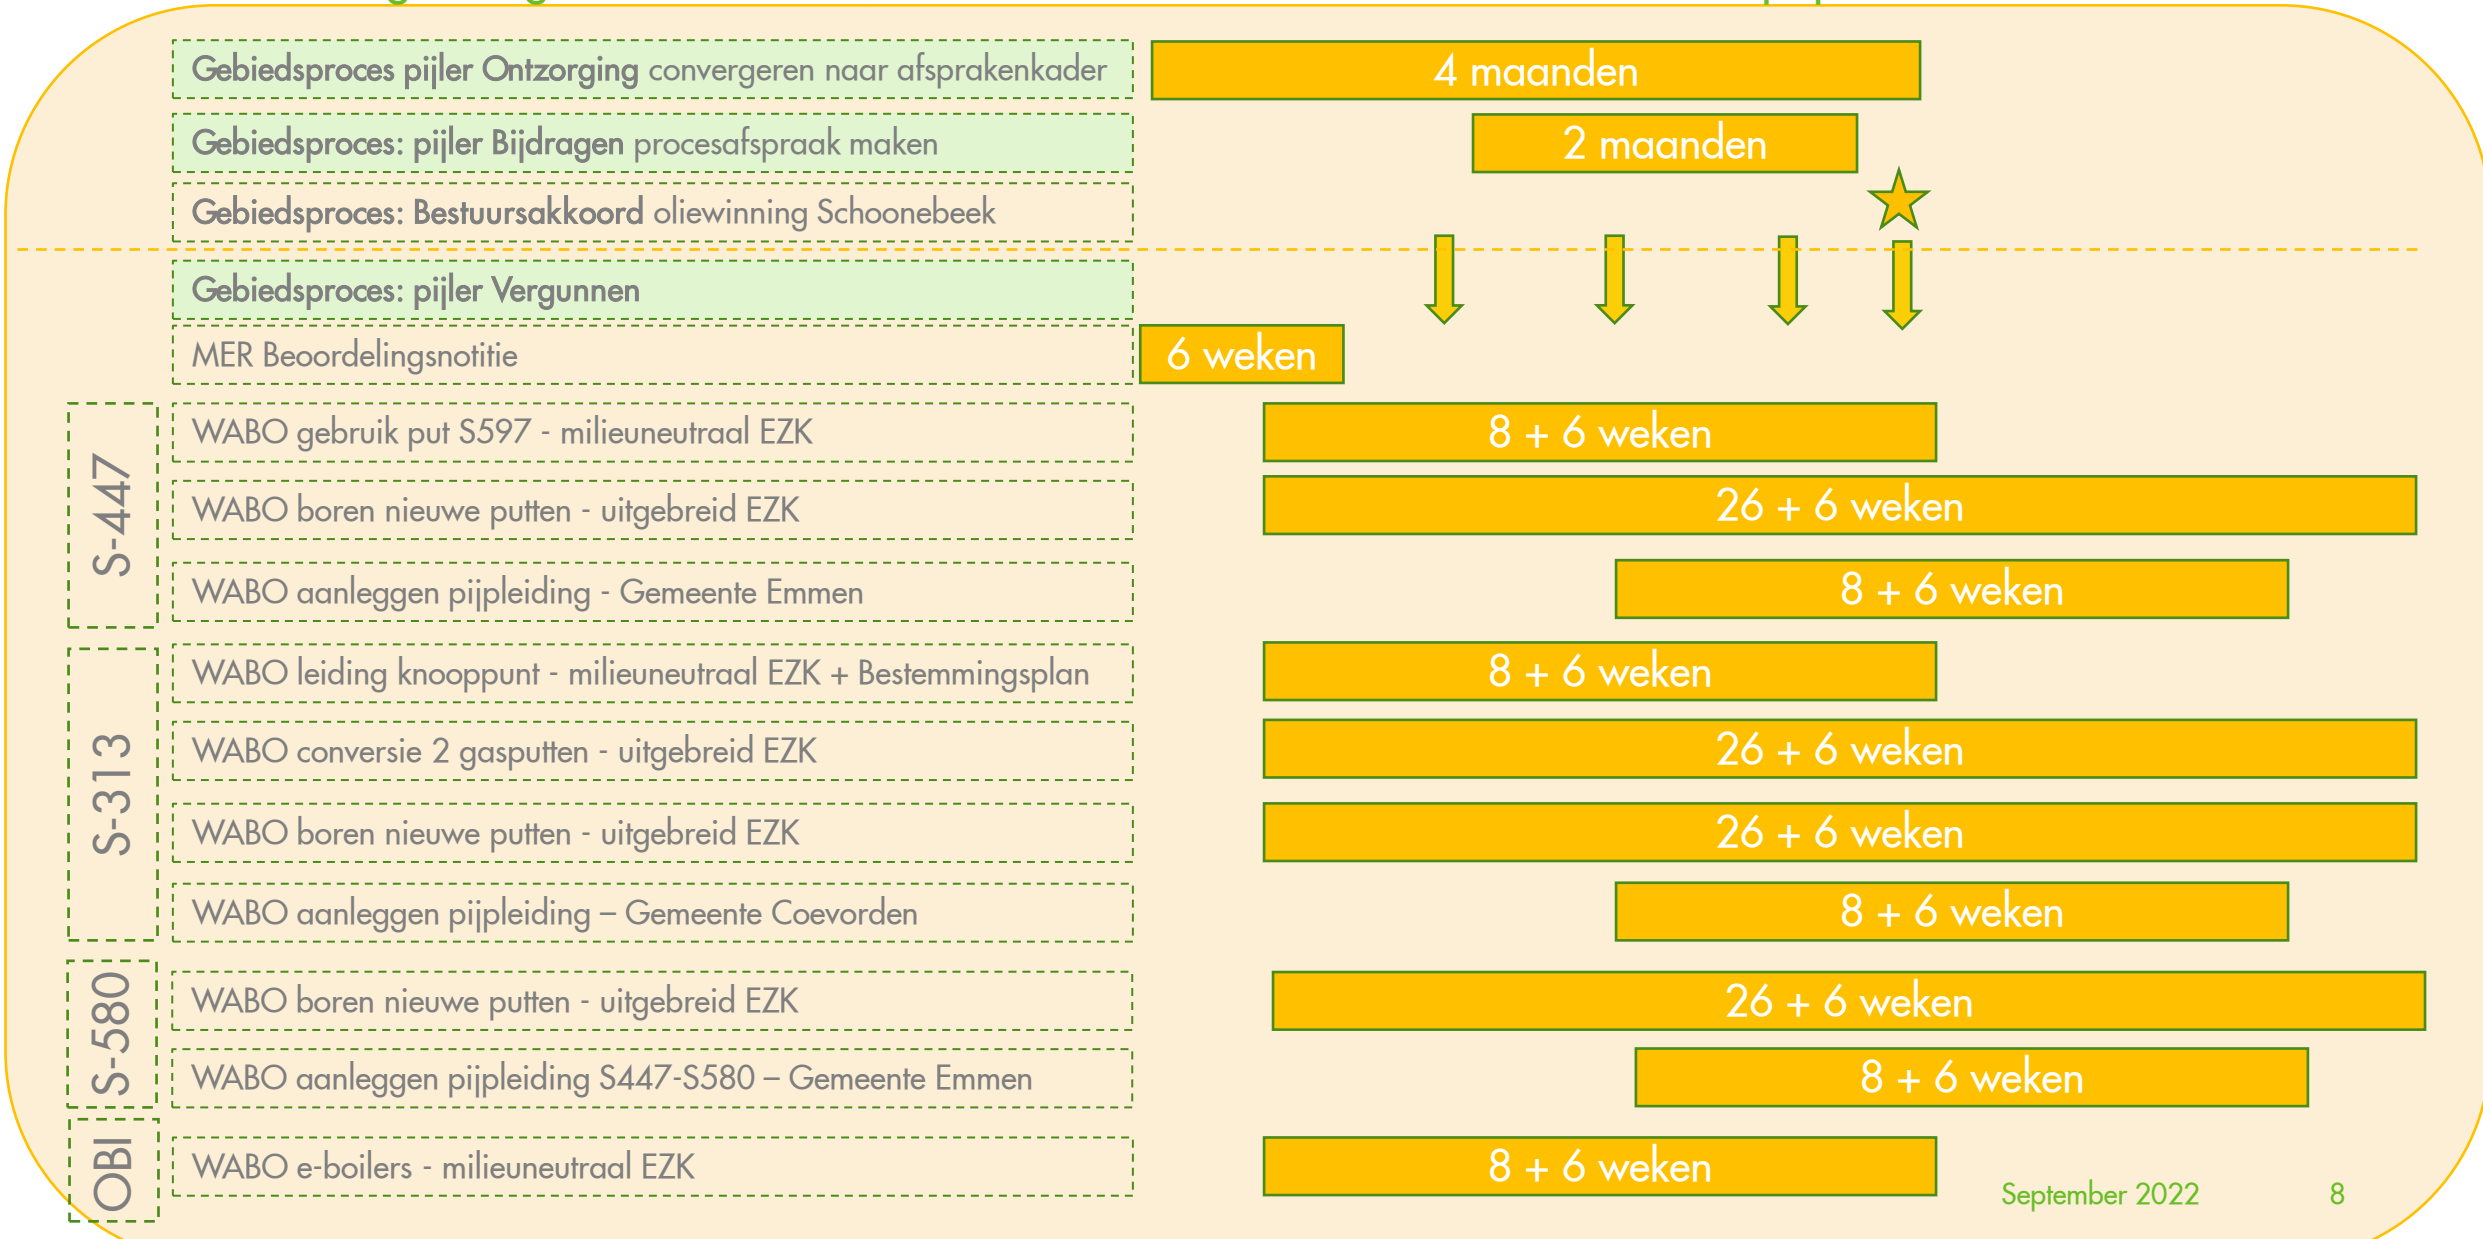 Gebiedsproces pijler Ontzorging convergeren naar afsprakenkader
4 maanden
Gebiedsproces: pijler Bijdragen procesafspraak maken
2 maanden
Gebiedsproces: Bestuursakkoord oliewinning Schoonebeek
Gebiedsproces: pijler Vergunnen
MER Beoordelingsnotitie
6 weken
S-447
WABO gebruik put S597 - milieuneutraal EZK
8 + 6 weken
WABO boren nieuwe putten - uitgebreid EZK
26 + 6 weken
WABO aanleggen pijpleiding - Gemeente Emmen
8 + 6 weken
S-313
WABO leiding knooppunt - milieuneutraal EZK + Bestemmingsplan
8 + 6 weken
WABO conversie 2 gasputten - uitgebreid EZK
26 + 6 weken
WABO boren nieuwe putten - uitgebreid EZK
26 + 6 weken
WABO aanleggen pijpleiding – Gemeente Coevorden
8 + 6 weken
S-580
WABO boren nieuwe putten - uitgebreid EZK
26 + 6 weken
WABO aanleggen pijpleiding S447-S580 – Gemeente Emmen
8 + 6 weken
OBI
WABO e-boilers - milieuneutraal EZK
8 + 6 weken
September 2022
8